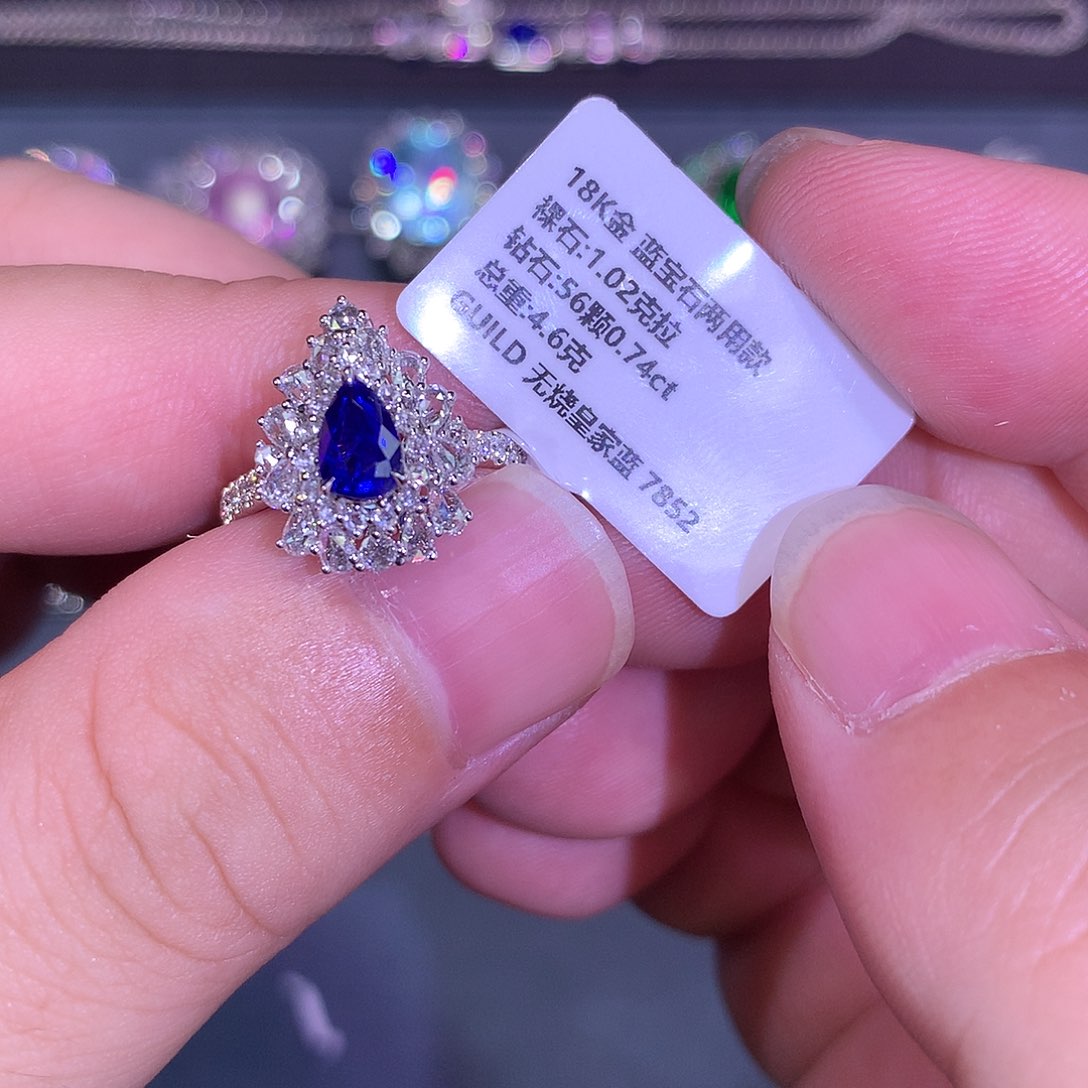 18K金 蓝宝石两用款
裸石:1.02克拉
钻石:56颗0.74ct
总重:4.6克
GUILD 无烧皇家蓝 7852